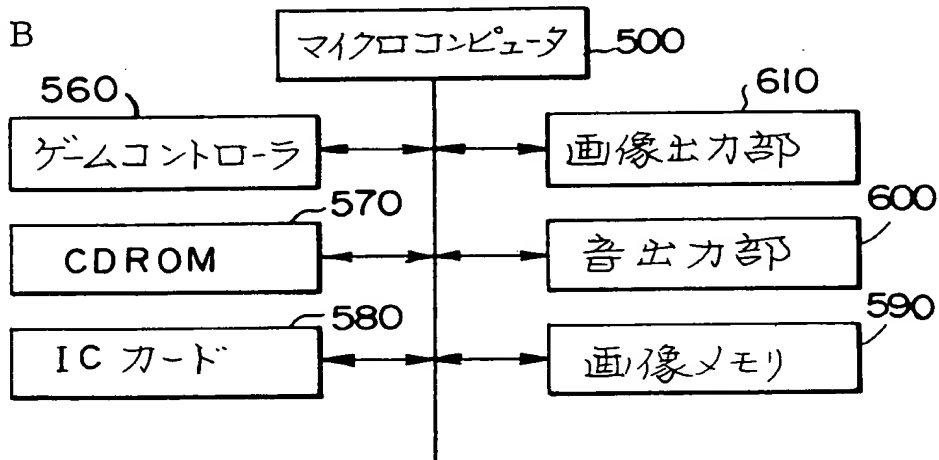 B
マイクロコンピュータ 500
560 610
ゲームコントローラ 画像出力部
570 600
CDROM 音出力部
580 590
ICカード 画像メモリ